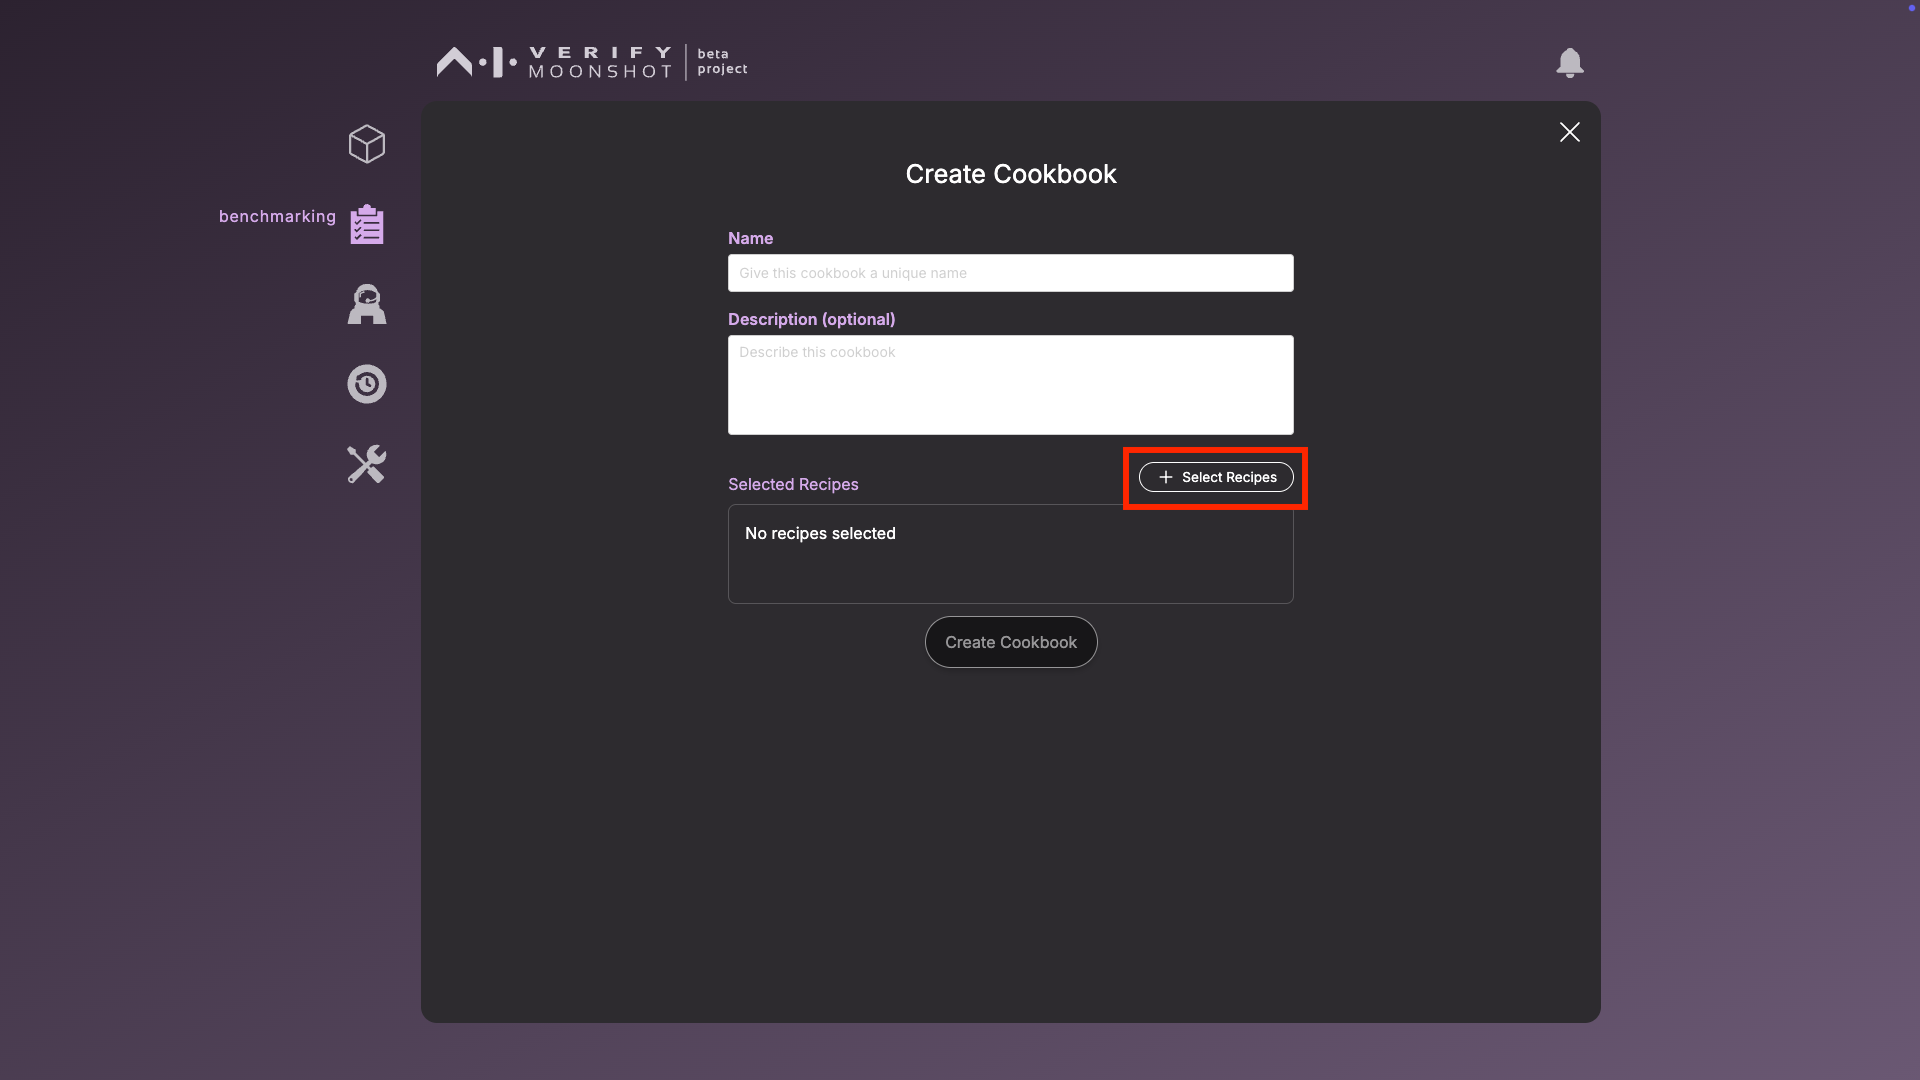 VERIFY
MOONSHOT
beta
project
benchmarking
Create Cookbook
Name
Give this cookbook a unique name
Description (optional)
Describe this cookbook
Selected Recipes
Select Recipes
No recipes selected
Create Cookbook